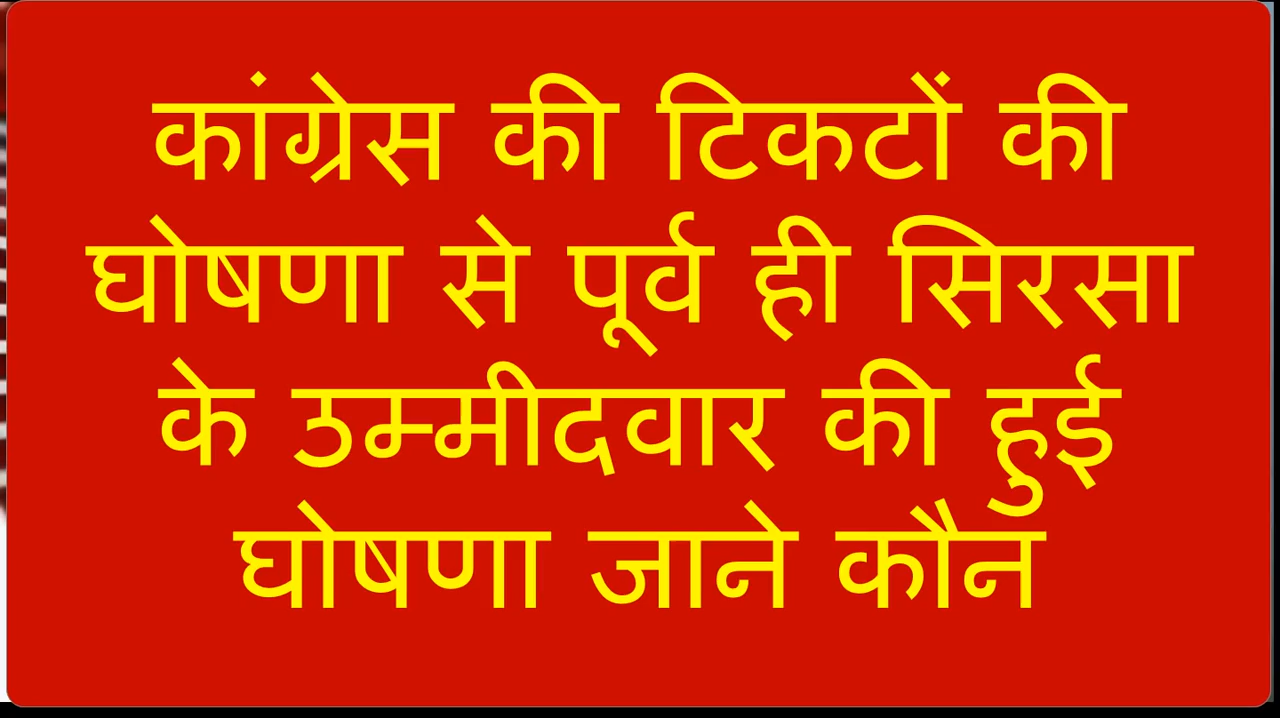 कांग्रेस की टिकटों की
घोषणा से पूर्व ही सिरसा
के उम्मीदवार की हुई
घोषणा जाने कौन